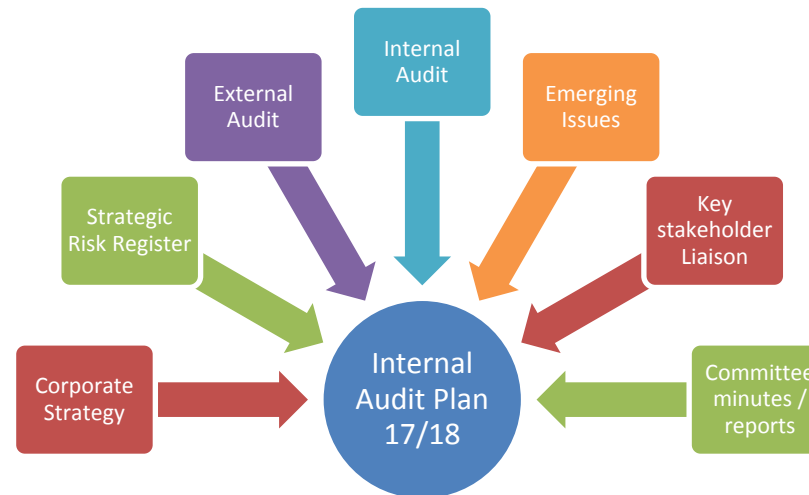 Internal
Audit
External
Audit
Emerging
Issues
Strategic
Risk Register
Key
stakeholder
Liaison
Corporate
Strategy
Internal
Audit Plan
17/18
Committee
minutes /
reports